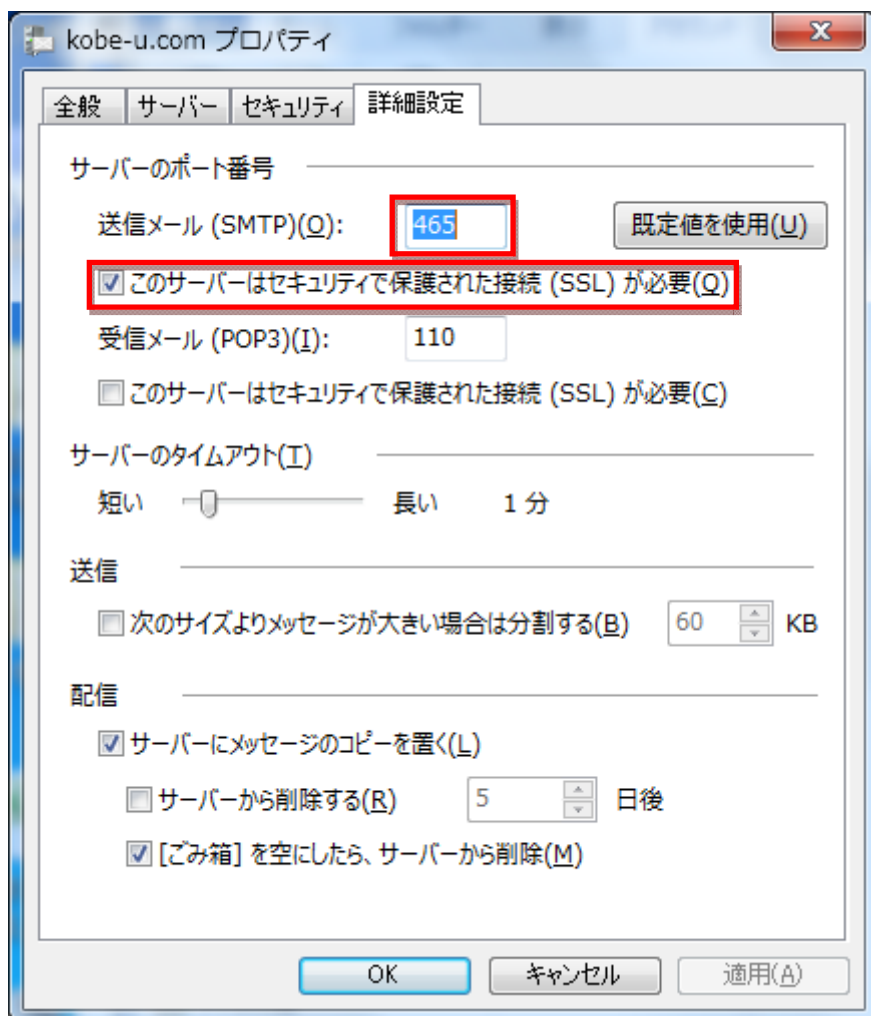 kobe-u.com プロパティ
全般 サーバー セキュリティ 詳細設定
サーバーのポート番号
送信メール (SMTP)(O): 465 既定値を使用(U)
このサーバーはセキュリティで保護された接続 (SSL) が必要(Q)
受信メール (POP3)(I): 110
このサーバーはセキュリティで保護された接続 (SSL) が必要(C)
サーバーのタイムアウト(T)
短い 長い 1 分
送信
次のサイズよりメッセージが大きい場合は分割する(B) 60 KB
配信
サーバーにメッセージのコピーを置く(L)
サーバーから削除する(R) 5 日後
[ごみ箱] を空にしたら、サーバーから削除(M)
OK キャンセル 適用(A)